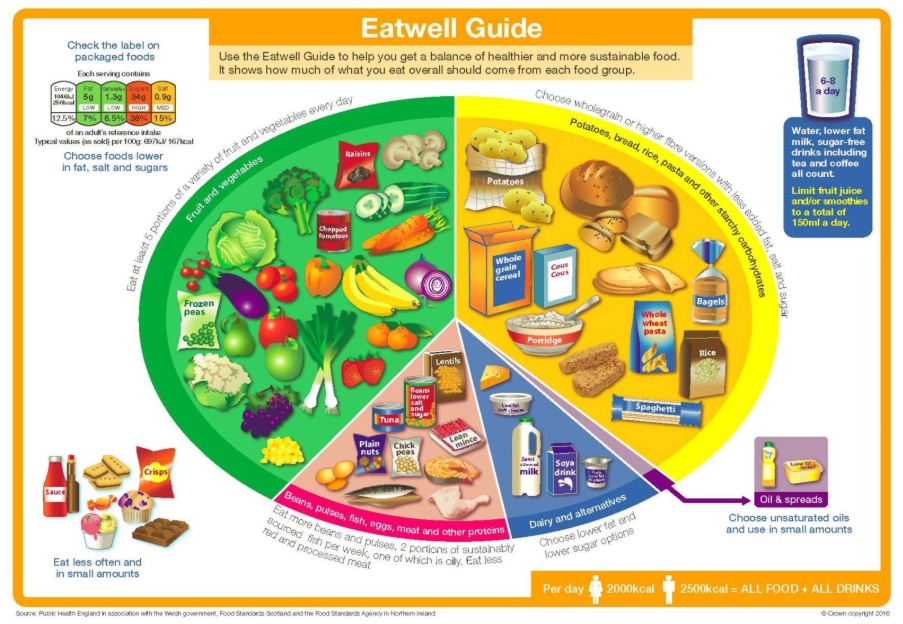 Eatwell Guide
Use the Eatwell Guide to help you get a balance of healthier and more sustainable food.
It shows how much of what you eat overall should come from each food group.
Check the label on
packaged foods
Each serving contains
Energy
1046kJ
250kcal
12.5%
Fat
5g
LOW
7%
Saturates
1.3g
LOW
6.5%
Sugars
34g
HIGH
38%
Salt
0.9g
MED
15%
of an adult's reference intake
Typical values (as sold) per 100g: 697kJ/ 167kcal
Choose foods lower
in fat, salt and sugars
6-8
a day
Water, lower fat
milk, sugar-free
drinks including
tea and coffee
all count.
Limit fruit juice
and/or smoothies
to a total of
150ml a day.
Eat at least 5 portions of a variety of fruit and vegetables every day
Fruit and vegetables
Raisins
Chopped
tomatoes
Frozen
peas
Choose wholegrain or higher fibre versions with less added fat, salt and sugar
Potatoes, bread, rice, pasta and other starchy carbohydrates
Potatoes
Whole
grain
cereal
Cous
Cous
Bagels
Porridge
Whole
wheat
pasta
Rice
Spaghetti
Lentils
Beans
lower
salt
and
sugar
Tuna
Plain
nuts
Chick
peas
Lean
mince
Beans, pulses, fish, eggs, meat and other proteins
Eat more beans and pulses, 2 portions of sustainably
sourced fish per week, one of which is oily. Eat less
red and processed meat
Semi
skimmed
milk
Soya
drink
Dairy and alternatives
Choose lower fat and
lower sugar options
Sauce
Crisps
Eat less often and
in small amounts
Oil & spreads
Choose unsaturated oils
and use in small amounts
Per day 2000kcal 2500kcal = ALL FOOD + ALL DRINKS
Source: Public Health England in association with the Welsh government, Food Standards Scotland and the Food Standards Agency in Northern Ireland
© Crown copyright 2016